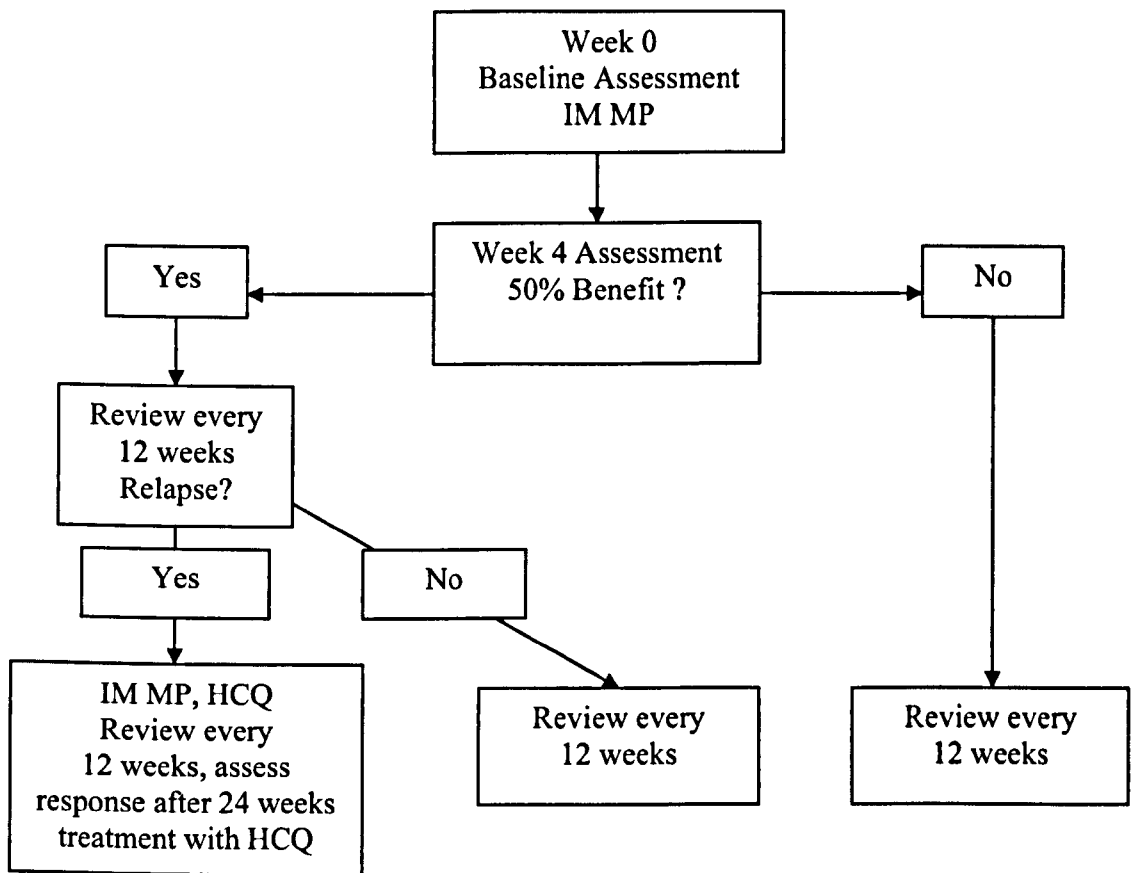 Week 0
Baseline Assessment
IM MP
Week 4 Assessment
50% Benefit ?
Yes
No
Review every
12 weeks
Relapse?
Yes
No
IM MP, HCQ
Review every
12 weeks, assess
response after 24 weeks
treatment with HCQ
Review every
12 weeks
Review every
12 weeks